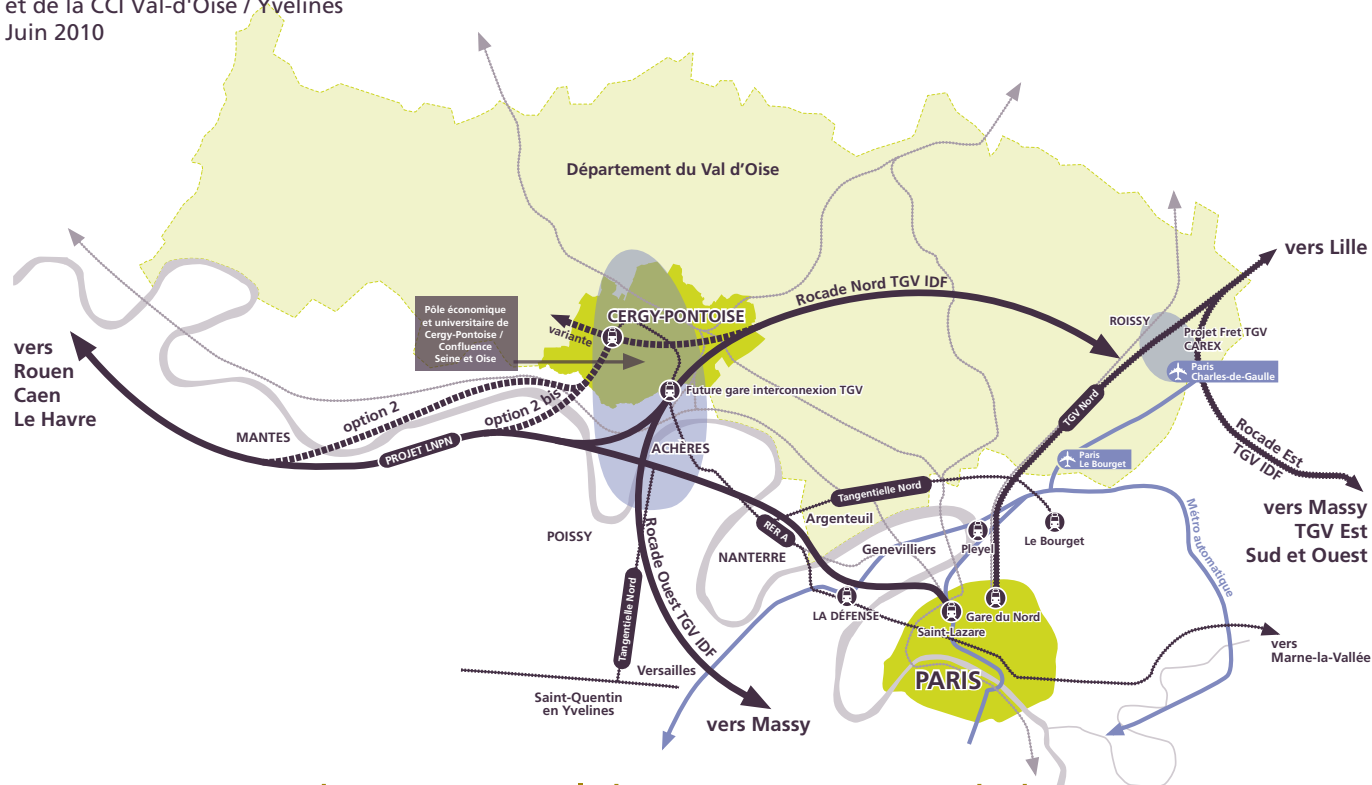 et de la CCI Val-d'Oise / Yvelines
Juin 2010
Département du Val d'Oise
vers Lille
Rocade Nord TGV IDF
ROISSY
Projet Fret TGV
CAREX
Paris
Charles-de-Gaulle
Pôle économique
et universitaire de
Cergy-Pontoise /
Confluence
Seine et Oise
CERGY-PONTOISE
variante
vers
Rouen
Caen
Le Havre
Future gare interconnexion TGV
option 2
option 2 bis
TGV Nord
MANTES
PROJET LNPN
ACHÈRES
Paris
Le Bourget
Rocade Est
TGV IDF
Tangentielle Nord
vers Massy
TGV Est
Sud et Ouest
Métro automatique
Argenteuil
RER A
POISSY
NANTERRE
Genevilliers
Pleyel
Le Bourget
Rocade Ouest TGV IDF
Tangentielle Nord
LA DÉFENSE
Gare du Nord
Saint-Lazare
vers
Marne-la-Vallée
Versailles
PARIS
Saint-Quentin
en Yvelines
vers Massy